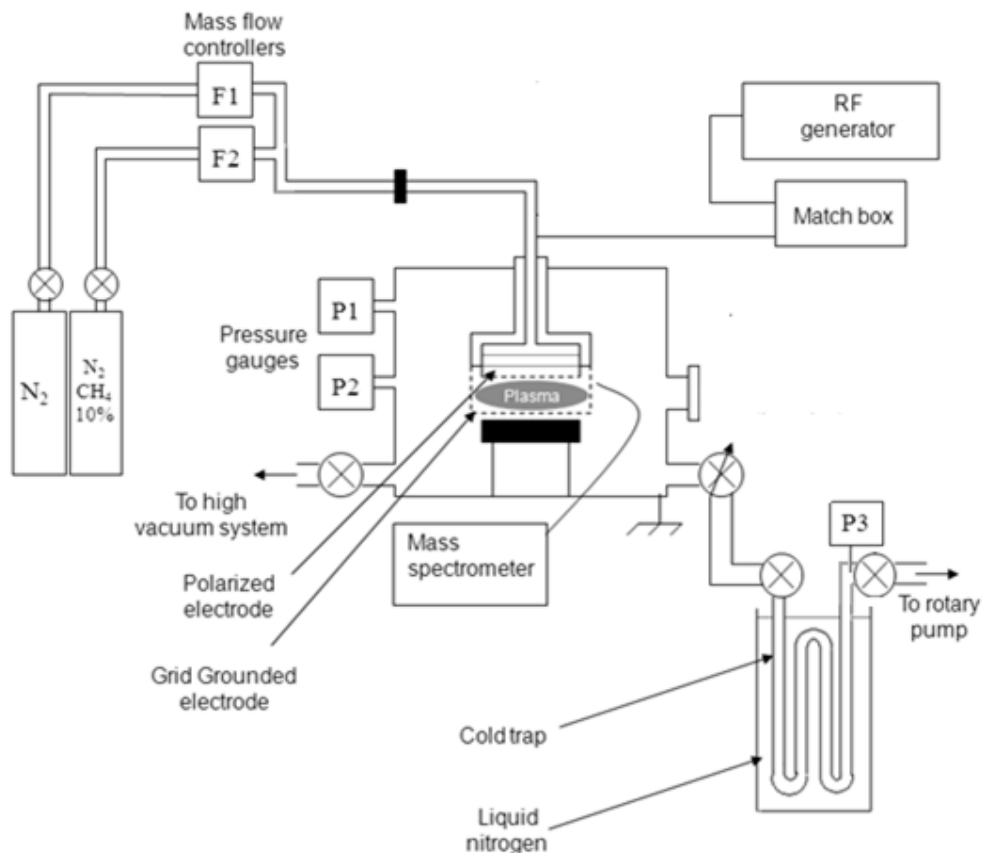 Mass flow
controllers
F1
F2
RF
generator
Match box
P1
Pressure
gauges
P2
N2
N2
CH4
10%
Plasma
To high
vacuum system
Mass
spectrometer
P3
Polarized
electrode
To rotary
pump
Grid Grounded
electrode
Cold trap
Liquid
nitrogen